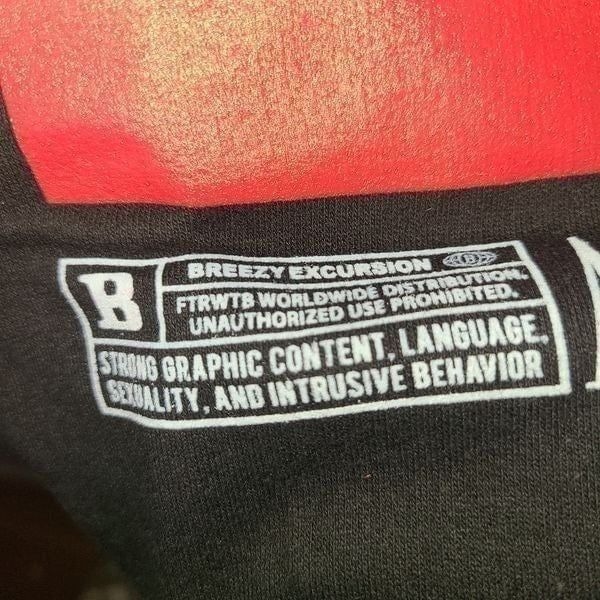 B
BREEZY EXCURSION B
FTRWTB WORLDWIDE DISTRIBUTION.
UNAUTHORIZED USE PROHIBITED.
STRONG GRAPHIC CONTENT, LANGUAGE,
SEXUALITY, AND INTRUSIVE BEHAVIOR